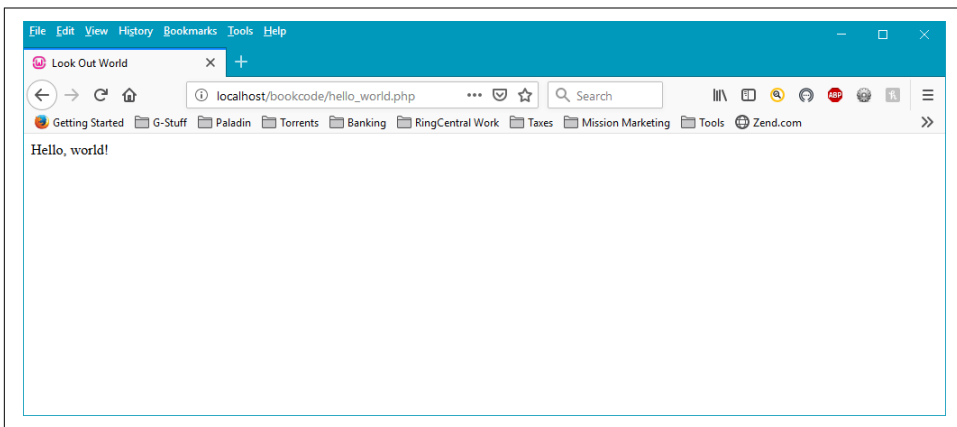 File Edit View History Bookmarks Tools Help
Look Out World
localhost/bookcode/hello_world.php
Search
ABP
Getting Started G-Stuff Paladin Torrents Banking RingCentral Work Taxes Mission Marketing Tools Zend.com
Hello, world!